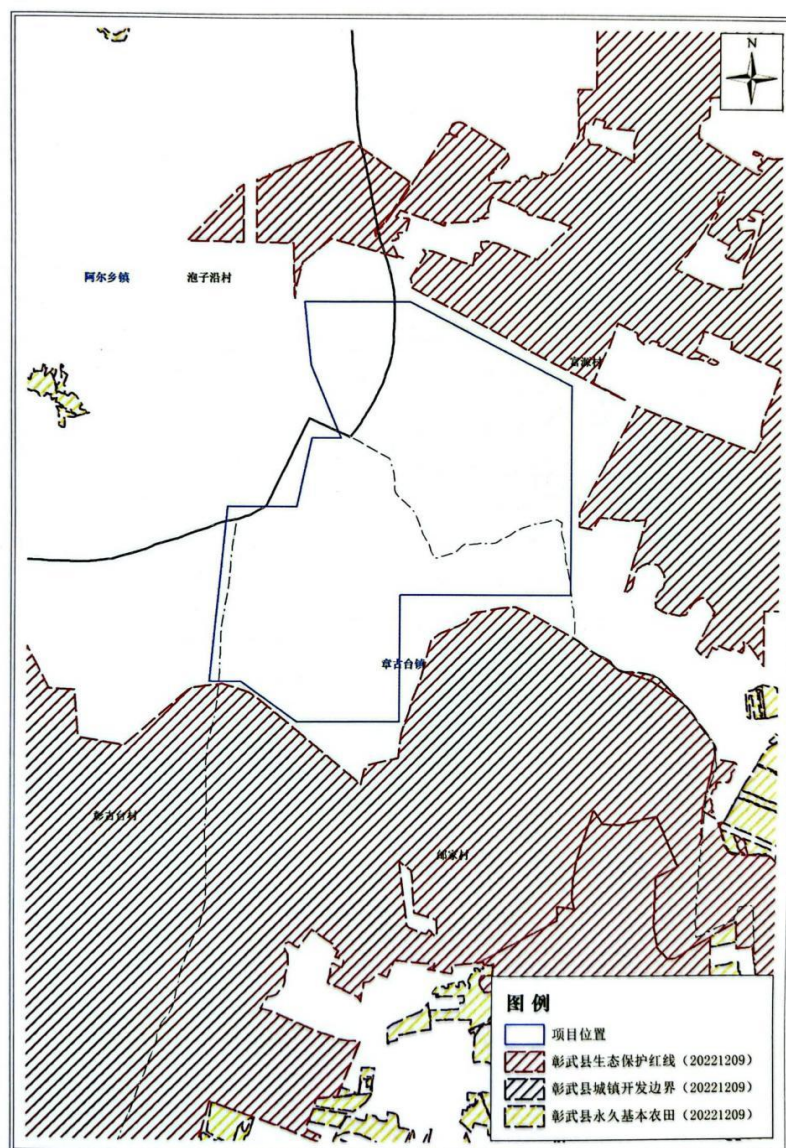 N
阿尔乡镇
泡子沿村
富源村
章古台镇
彰古台村
邰家村
图例
项目位置
彰武县生态保护红线（20221209）
彰武县城镇开发边界（20221209）
彰武县永久基本农田（20221209）